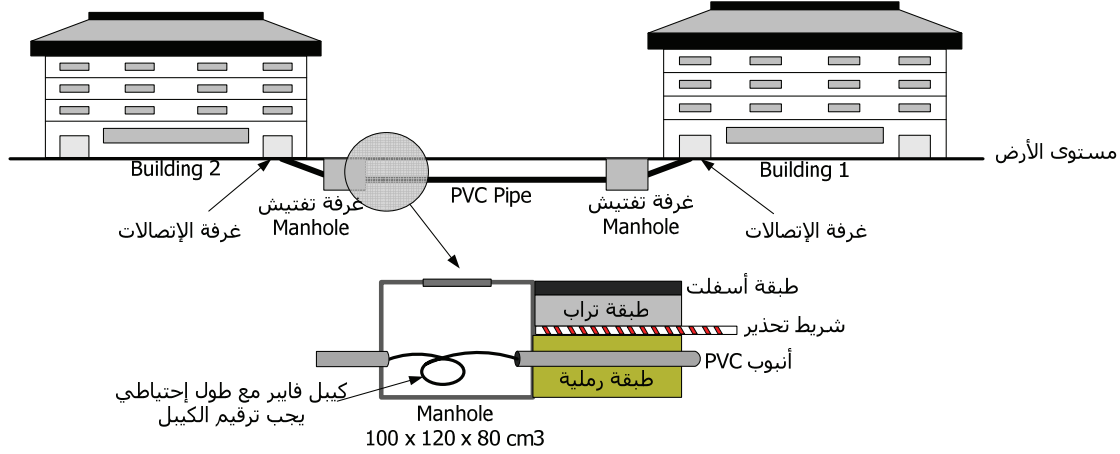 مستوى الأرض
Building 2
Building 1
PVC Pipe
غرفة تفتيش
Manhole
غرفة تفتيش
Manhole
غرفة الإتصالات
غرفة الإتصالات
طبقة أسفلت
طبقة تراب
شريط تحذير
أنبوب PVC
طبقة رملية
كيبل فايبر مع طول إحتياطي
يجب ترقيم الكيبل
Manhole
100 x 120 x 80 cm3